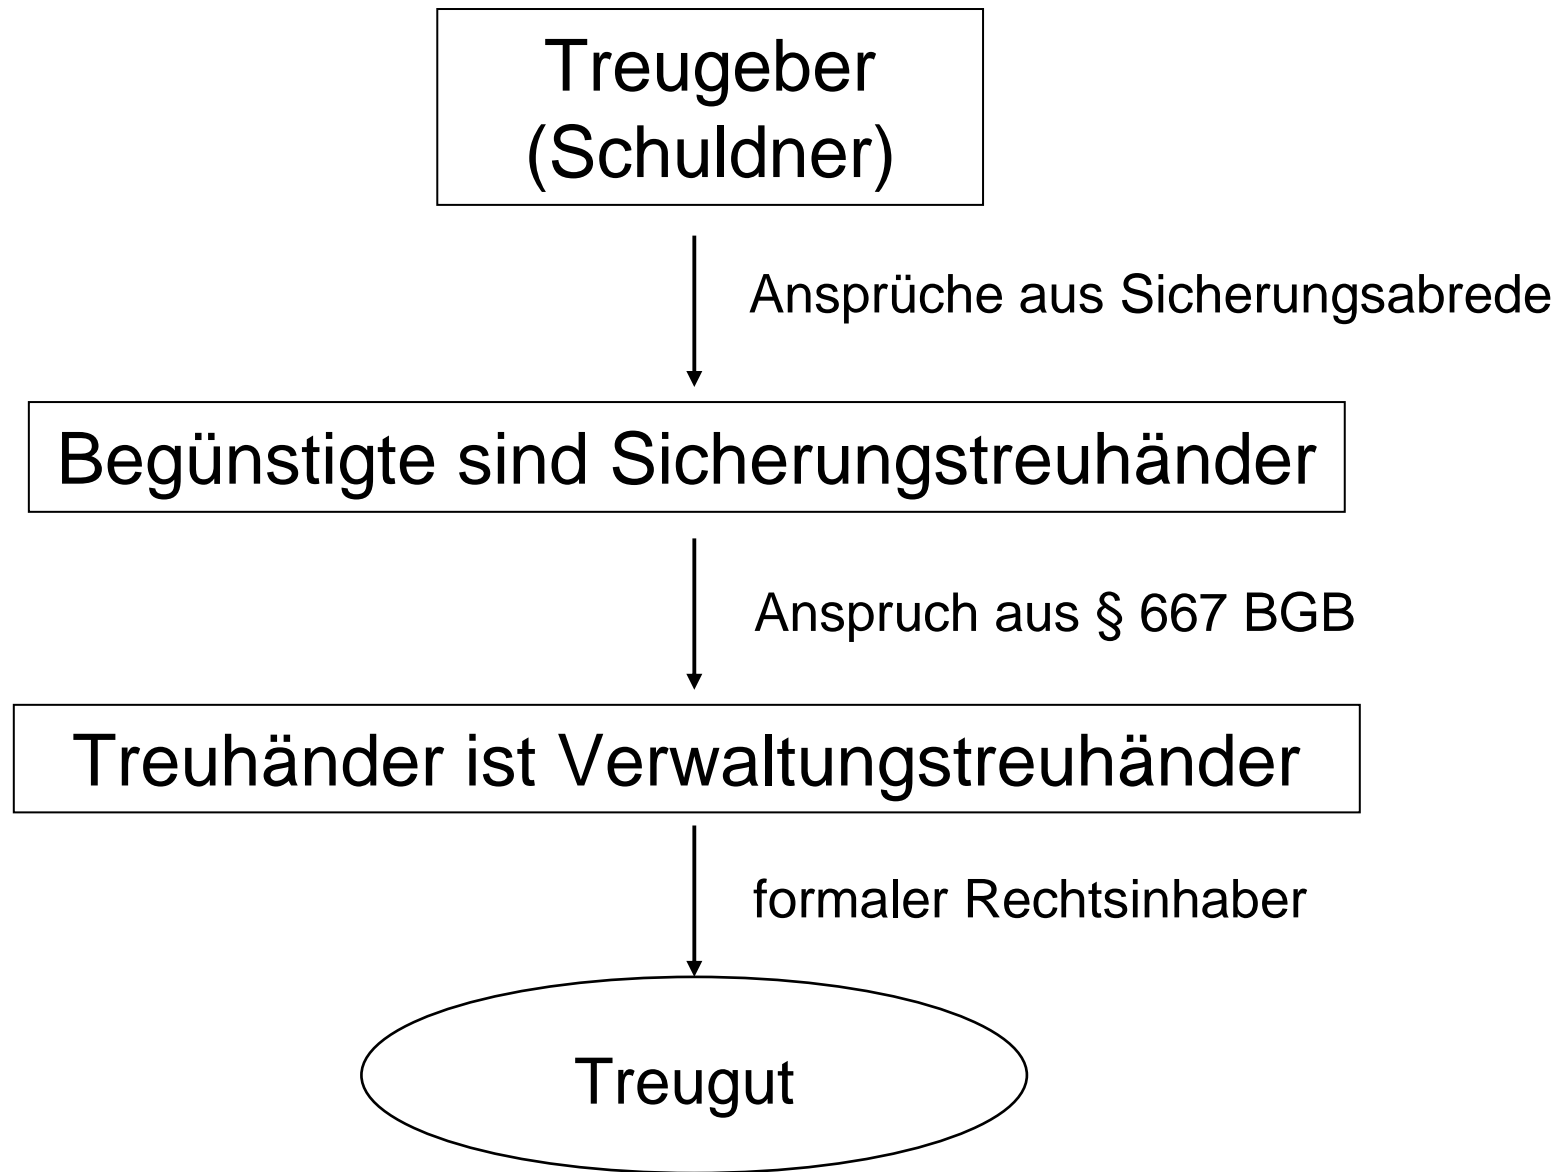 Treugeber
(Schuldner)
Ansprüche aus Sicherungsabrede
Begünstigte sind Sicherungstreuhänder
Anspruch aus § 667 BGB
Treuhänder ist Verwaltungstreuhänder
formaler Rechtsinhaber
Treugut